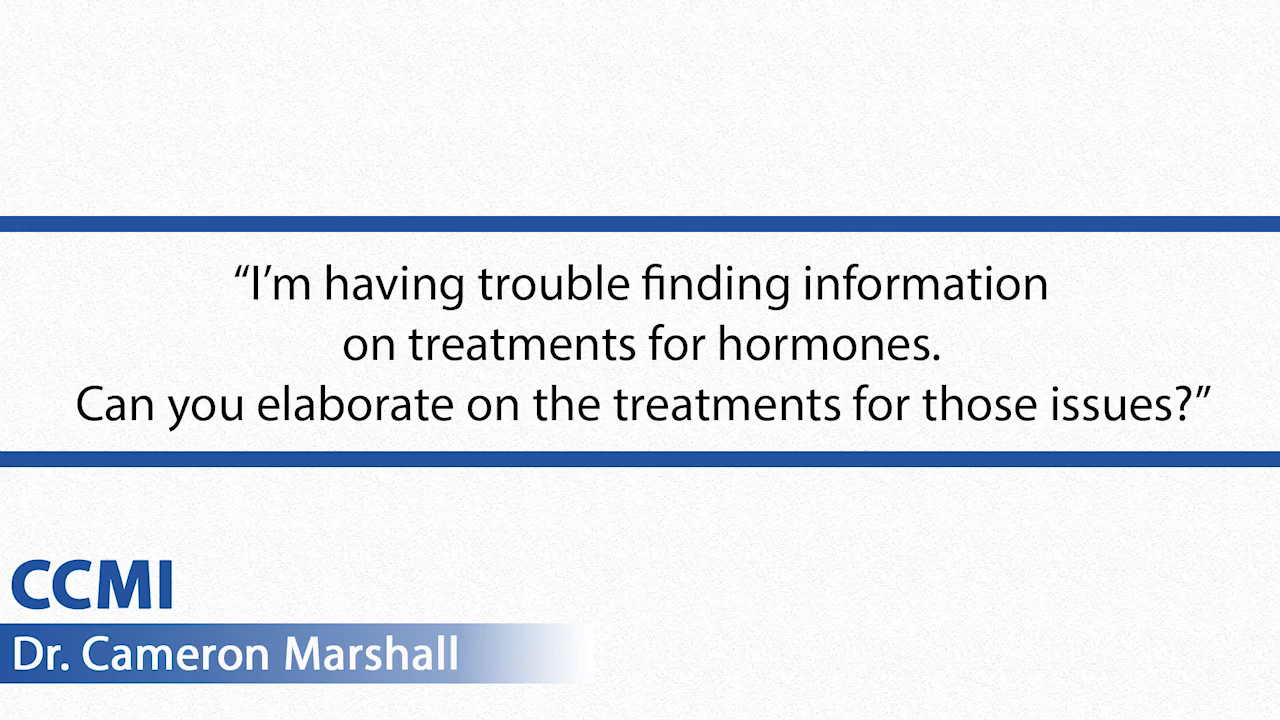 “I’m having trouble finding information
on treatments for hormones.
Can you elaborate on the treatments for those issues?”
CCMI
Dr. Cameron Marshall